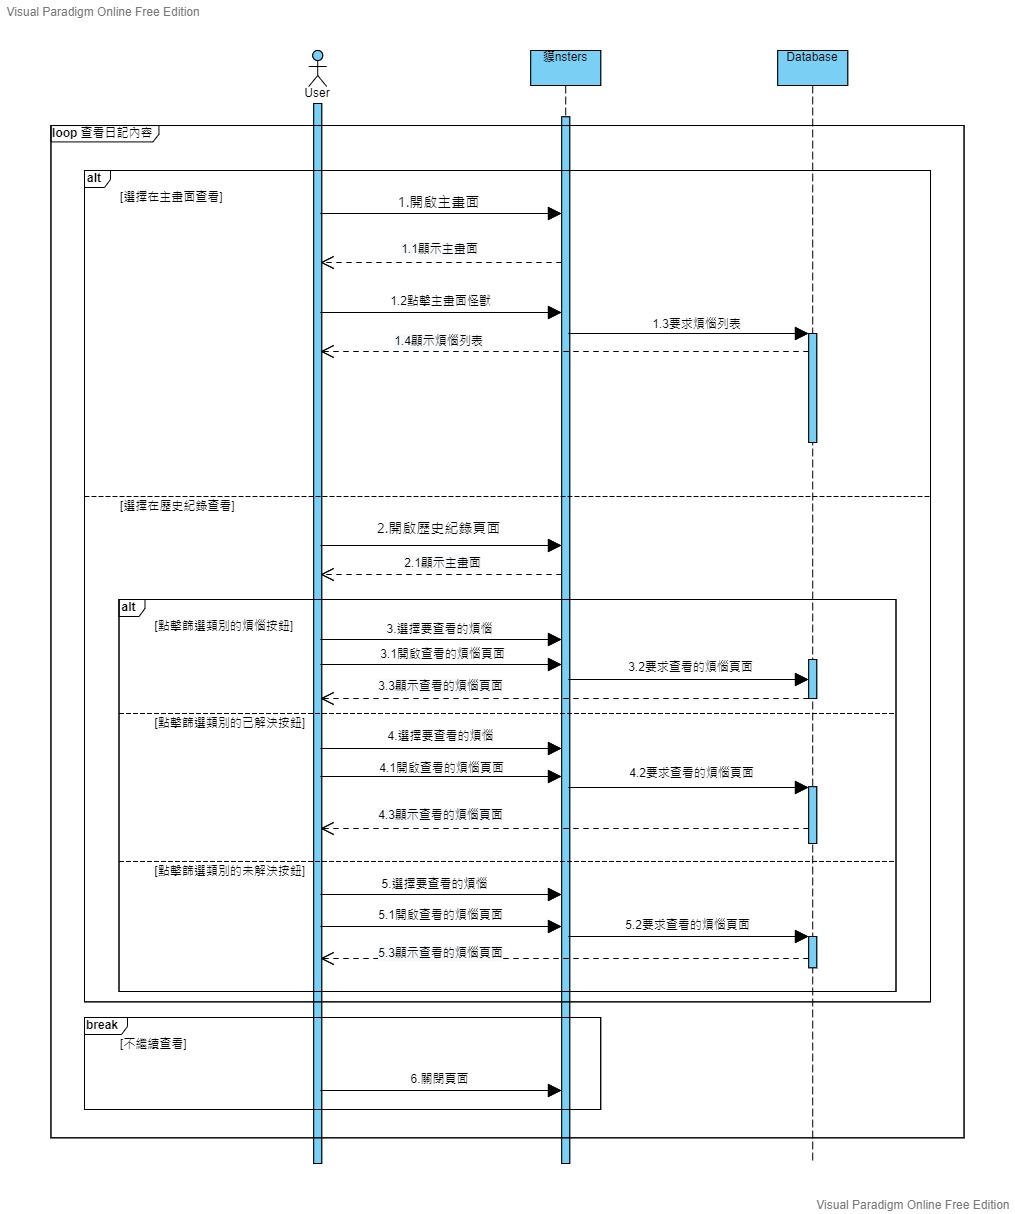 Visual Paradigm Online Free Edition
User
貘nsters
Database
loop 查看日記內容
alt
[選擇在主畫面查看]
1.開啟主畫面
1.1顯示主畫面
1.2點擊主畫面怪獸
1.3要求煩惱列表
1.4顯示煩惱列表
[選擇在歷史紀錄查看]
2.開啟歷史紀錄頁面
2.1顯示主畫面
alt
[點擊篩選類別的煩惱按鈕]
3.選擇要查看的煩惱
3.1開啟查看的煩惱頁面
3.2要求查看的煩惱頁面
3.3顯示查看的煩惱頁面
[點擊篩選類別的已解決按鈕]
4.選擇要查看的煩惱
4.1開啟查看的煩惱頁面
4.2要求查看的煩惱頁面
4.3顯示查看的煩惱頁面
[點擊篩選類別的未解決按鈕]
5.選擇要查看的煩惱
5.1開啟查看的煩惱頁面
5.2要求查看的煩惱頁面
5.3顯示查看的煩惱頁面
break
[不繼續查看]
6.關閉頁面
Visual Paradigm Online Free Edition